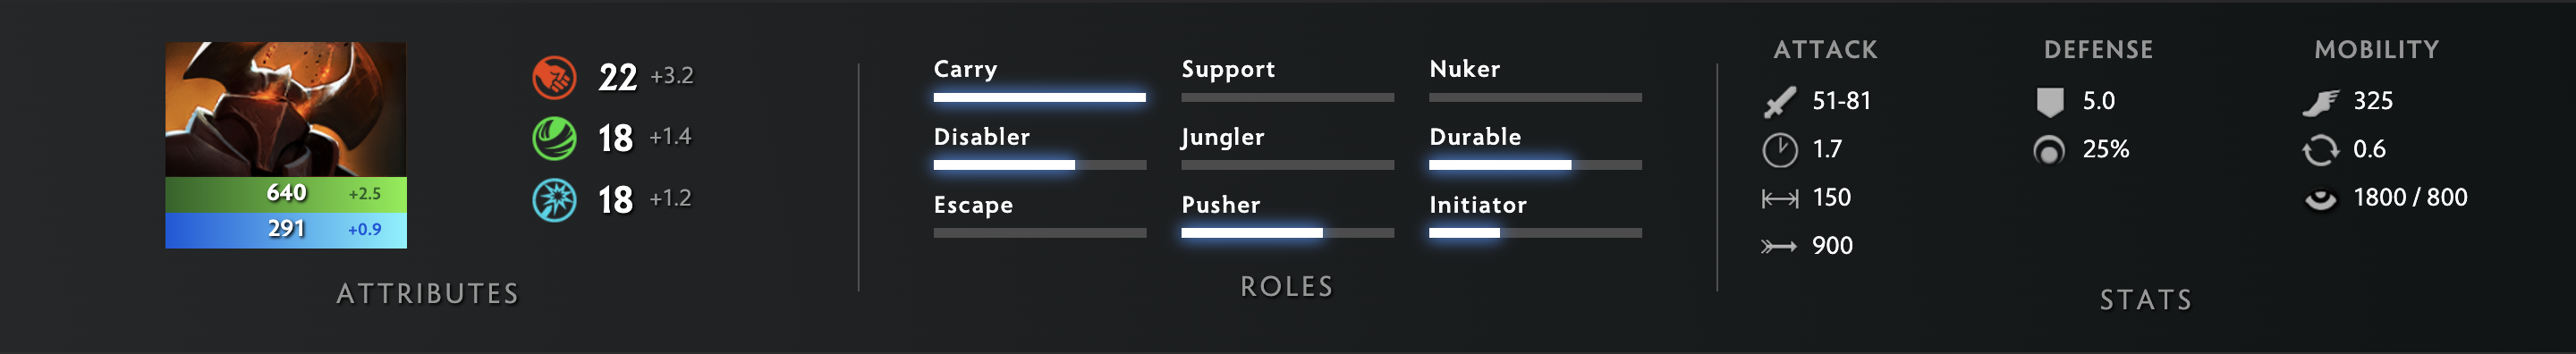 640 +2.5
291 +0.9
22 +3.2
18 +1.4
18 +1.2
ATTRIBUTES
Carry Support Nuker
Disabler Jungler Durable
Escape Pusher Initiator
ROLES
ATTACK DEFENSE MOBILITY
51-81 5.0 325
1.7 25% 0.6
150 1800 / 800
900
STATS